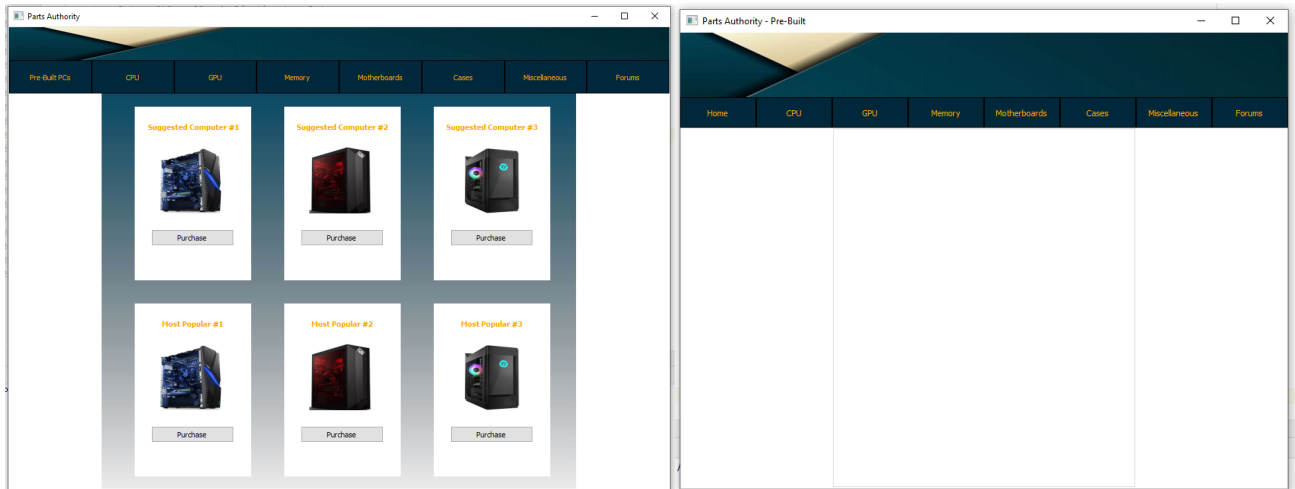 Parts Authority
Pre-Built PCs CPU GPU Memory Motherboards Cases Miscellaneous Forums
Suggested Computer #1 Suggested Computer #2 Suggested Computer #3
Purchase Purchase Purchase
Most Popular #1 Most Popular #2 Most Popular #3
Purchase Purchase Purchase
Parts Authority - Pre-Built
Home CPU GPU Memory Motherboards Cases Miscellaneous Forums